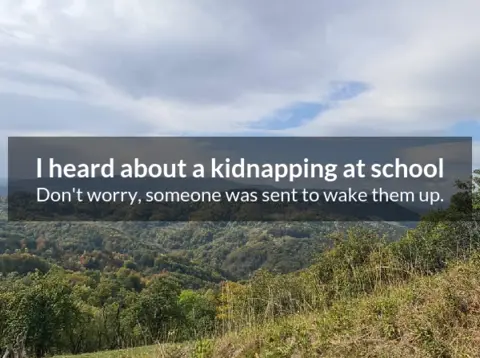 I heard about a kidnapping at school
Don't worry, someone was sent to wake them up.